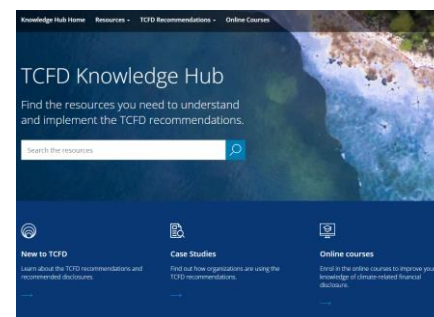 Knowledge Hub Home Resources TCFD Recommendations Online Courses
TCFD Knowledge Hub
Find the resources you need to understand
and implement the TCFD recommendations.
Search the resources
New to TCFD Case Studies Online courses
Learn about the TCFD recommendations and Find out how organizations are using the Enrol in the online courses to improve your
recommended disclosures. TCFD recommendations. knowledge of climate-related financial
disclosure.